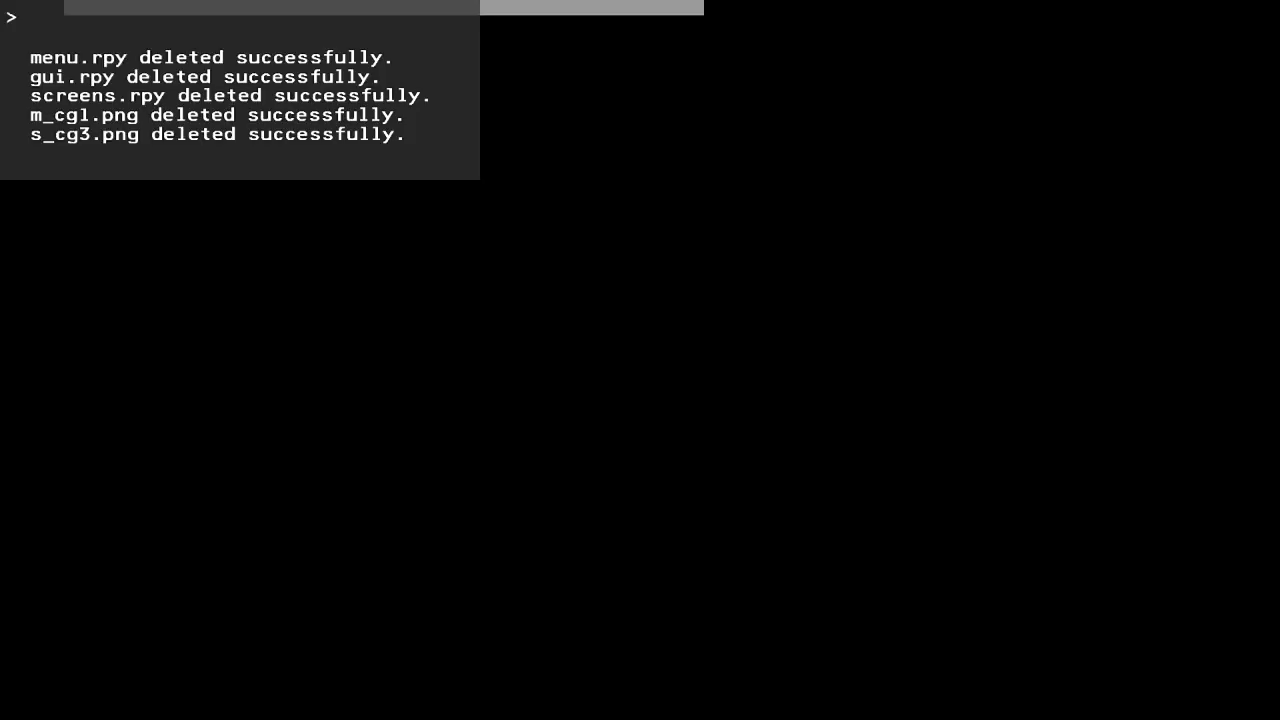 >
menu.rpy deleted successfully.
gui.rpy deleted successfully.
screens.rpy deleted successfully.
m_cg1.png deleted successfully.
s_cg3.png deleted successfully.